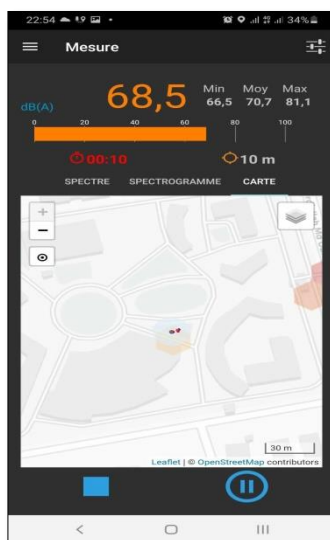 22:54 34%
Mesure
Min Moy Max
dB(A) 68,5 66,5 70,7 81,1
0 20 40 60 80 100
00:10 10 m
SPECTRE SPECTROGRAMME CARTE
+
−
30 m
Leaflet | © OpenStreetMap contributors